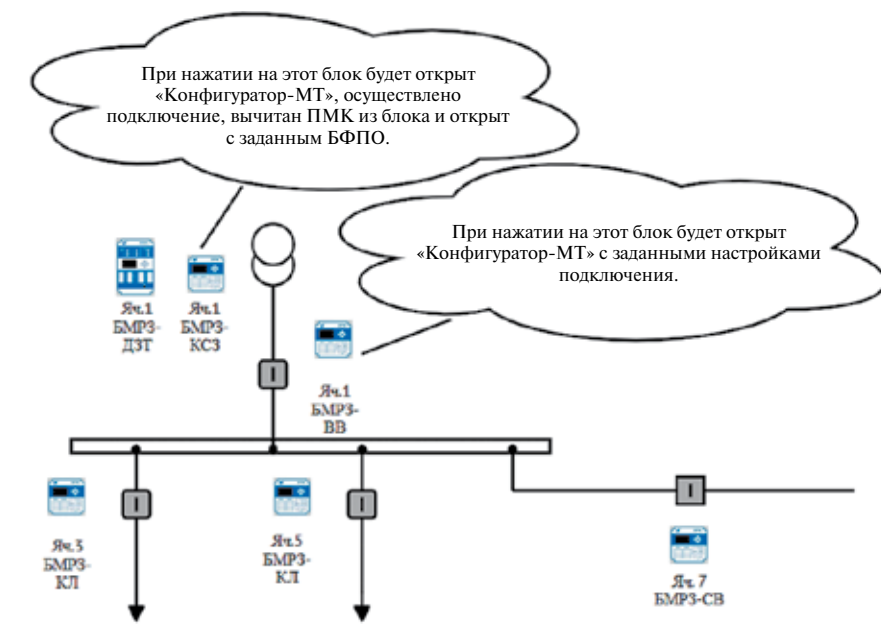 При нажатии на этот блок будет открыт
«Конфигуратор-МТ», осуществлено
подключение, вычитан ПМК из блока и открыт
с заданным БФПО.
При нажатии на этот блок будет открыт
«Конфигуратор-МТ» с заданными настройками
подключения.
Яч.1
БМРЗ-
ДЗТ
Яч.1
БМРЗ-
КСЗ
Яч.1
БМРЗ-
ВВ
Яч.3
БМРЗ-
КЛ
Яч.5
БМРЗ-
КЛ
Яч. 7
БМРЗ-СВ